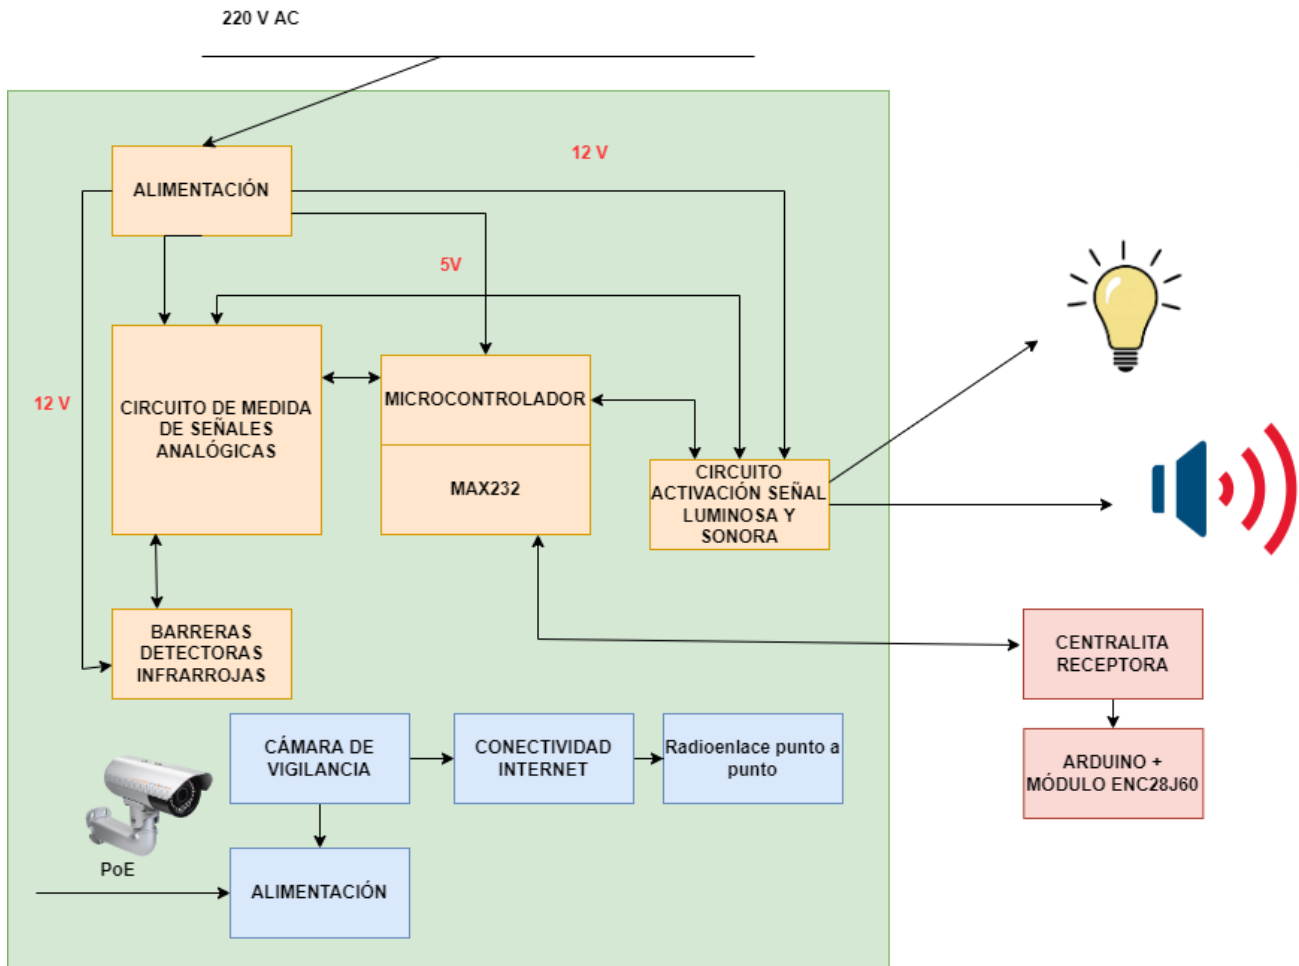 220 V AC
12 V
ALIMENTACIÓN
5V
12 V
CIRCUITO DE MEDIDA
DE SEÑALES
ANALÓGICAS
MICROCONTROLADOR
MAX232
CIRCUITO
ACTIVACIÓN SEÑAL
LUMINOSA Y
SONORA
BARRERAS
DETECTORAS
INFRARROJAS
CENTRALITA
RECEPTORA
CÁMARA DE
VIGILANCIA
CONECTIVIDAD
INTERNET
Radioenlace punto a
punto
ARDUINO +
MÓDULO ENC28J60
PoE
ALIMENTACIÓN